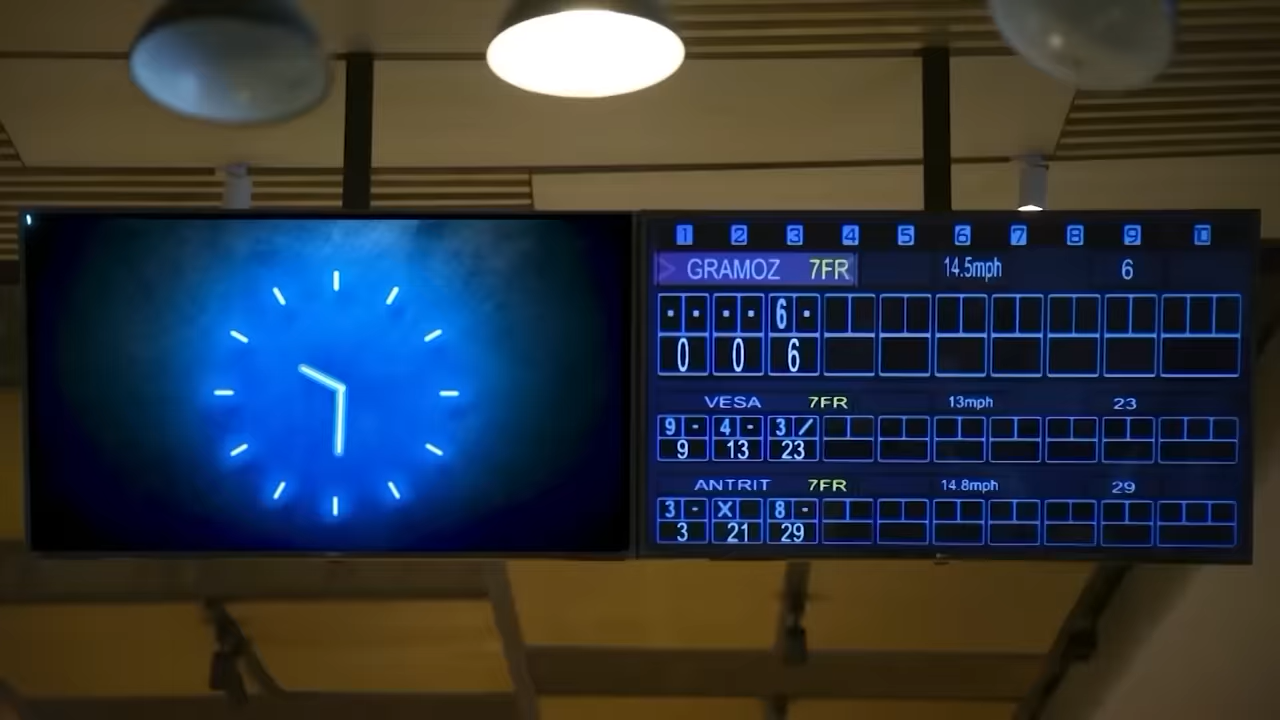 1 2 3 4 5 6 7 8 9 10
GRAMOZ 7FR 14.5mph 6
· · · · 6 ·
0 0 6
VESA 7FR 13mph 23
9 - 4 - 3 /
9 13 23
ANTRIT 7FR 14.8mph 29
3 - X 8 -
3 21 29